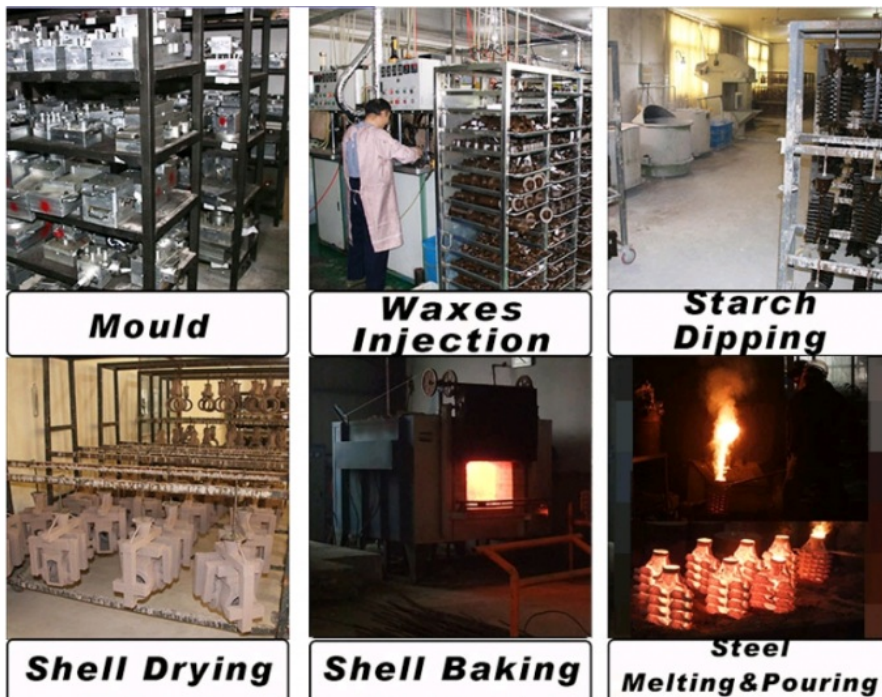 Mould
Waxes
Injection
Starch
Dipping
Shell Drying
Shell Baking
Steel
Melting&Pouring